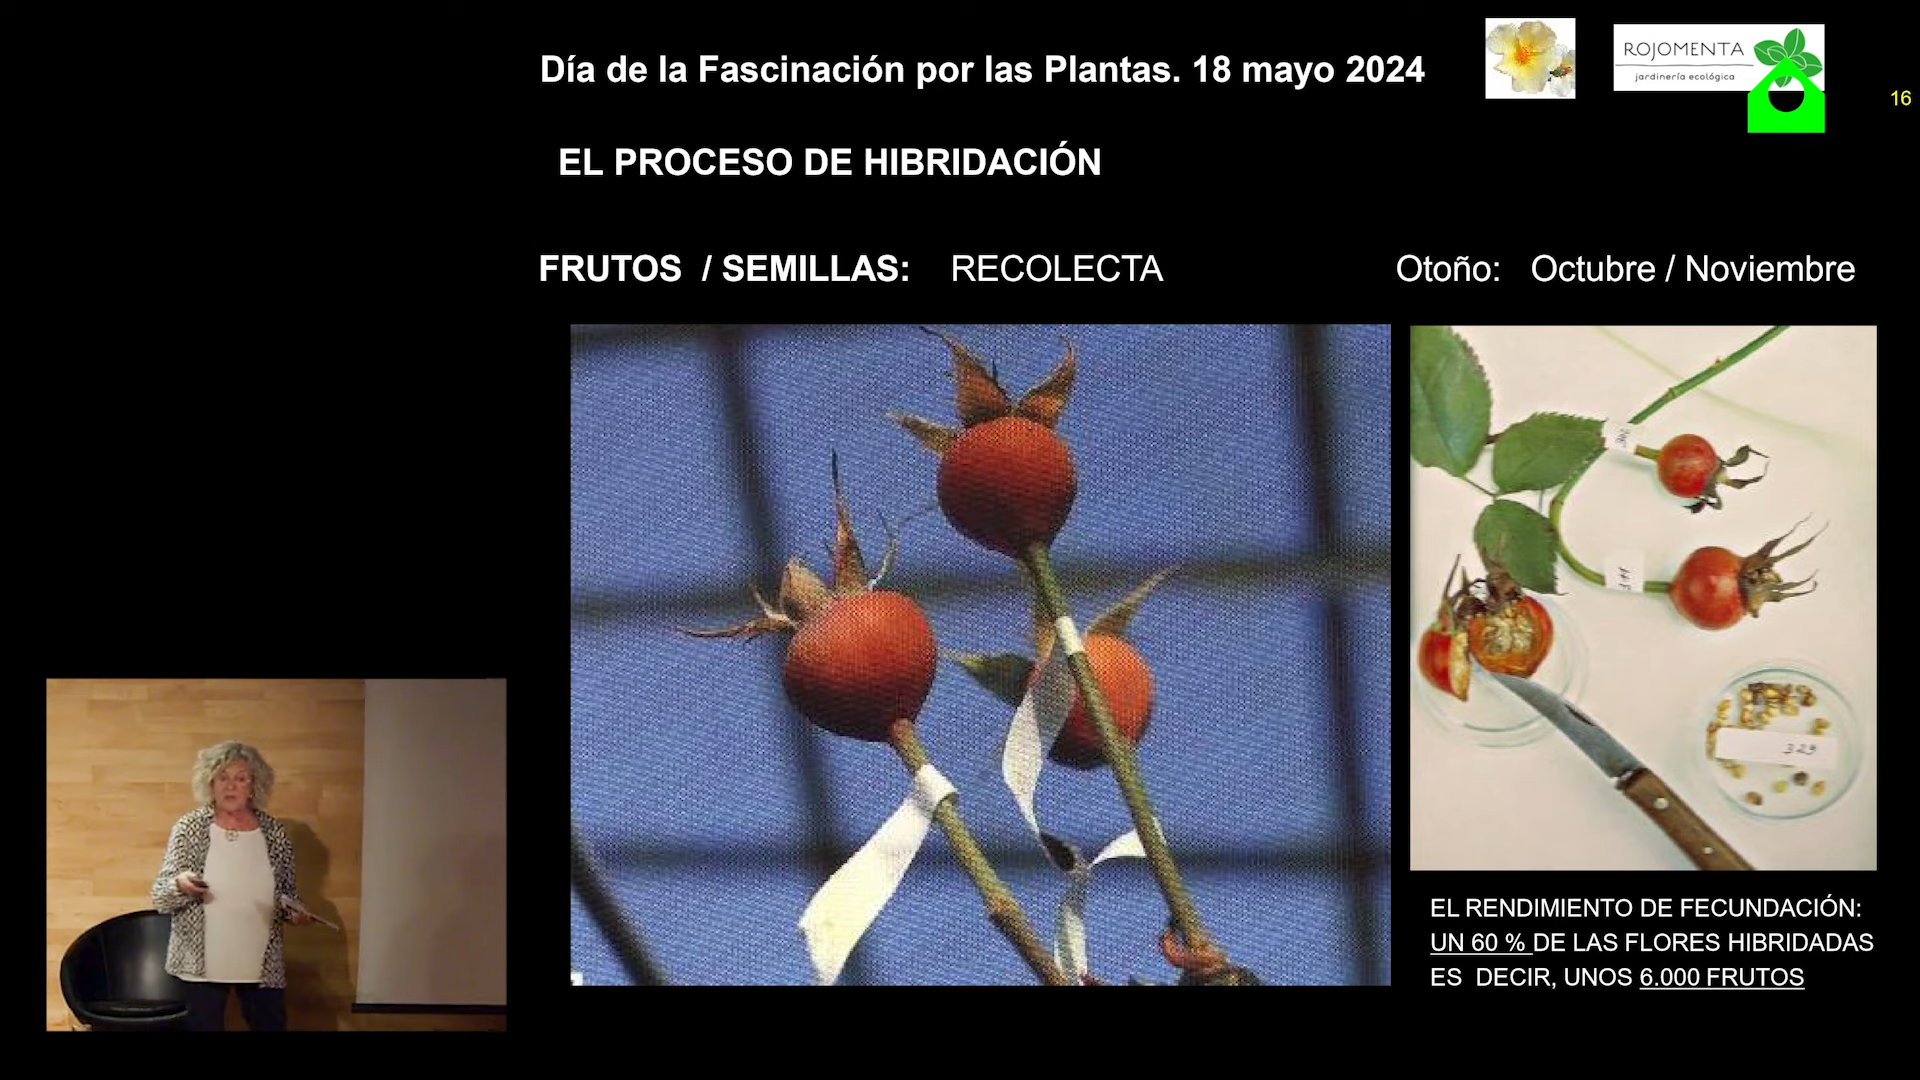 Día de la Fascinación por las Plantas. 18 mayo 2024
ROJOMENTA
jardinería ecológica
16
EL PROCESO DE HIBRIDACIÓN
FRUTOS / SEMILLAS: RECOLECTA Otoño: Octubre / Noviembre
329
EL RENDIMIENTO DE FECUNDACIÓN:
UN 60 % DE LAS FLORES HIBRIDADAS
ES DECIR, UNOS 6.000 FRUTOS